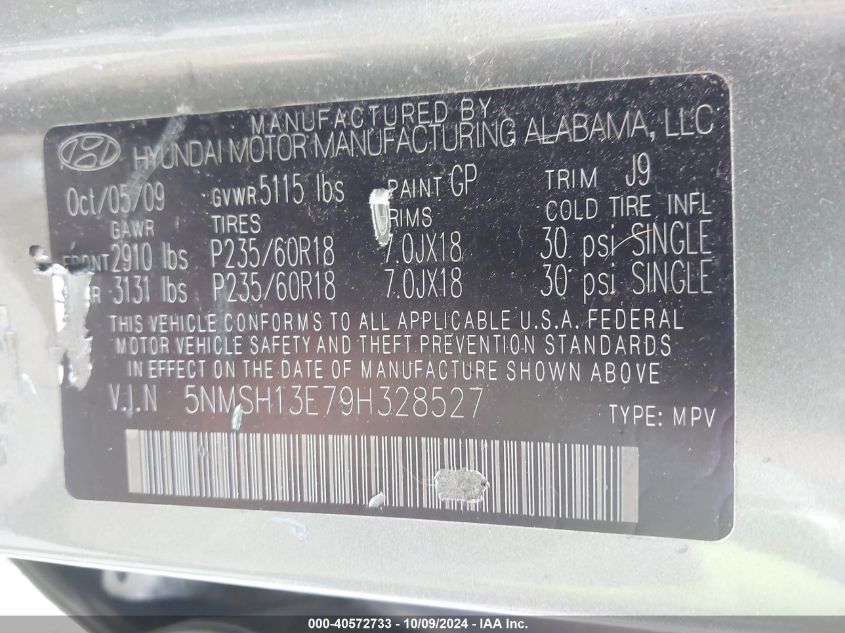 MANUFACTURED BY
HYUNDAI MOTOR MANUFACTURING ALABAMA, LLC
Oct/05/09 GVWR 5115 lbs PAINT GP TRIM J9
GAWR TIRES RIMS COLD TIRE INFL
FRONT 2910 lbs P235/60R18 7.0JX18 30 psi SINGLE
3131 lbs P235/60R18 7.0JX18 30 psi SINGLE
THIS VEHICLE CONFORMS TO ALL APPLICABLE U.S.A. FEDERAL
MOTOR VEHICLE SAFETY AND THEFT PREVENTION STANDARDS
IN EFFECT ON THE DATE OF MANUFACTURE SHOWN ABOVE
V.I.N 5NMSH13E79H328527
TYPE: MPV
000-40572733 - 10/09/2024 - IAA Inc.